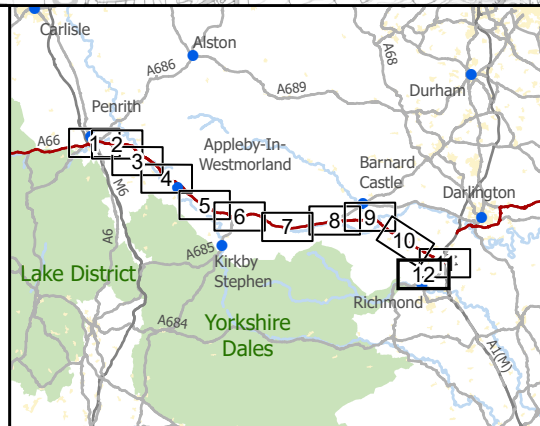 Carlisle
Alston
A68
A686
A689
Durham
Penrith
A66
1
2
3
4
5
6
7
8
9
10
12
Appleby-In-
Westmorland
Barnard
Castle
Darlington
M6
A6
A685
Kirkby
Stephen
Lake District
Richmond
A684
Yorkshire
Dales
A1(M)